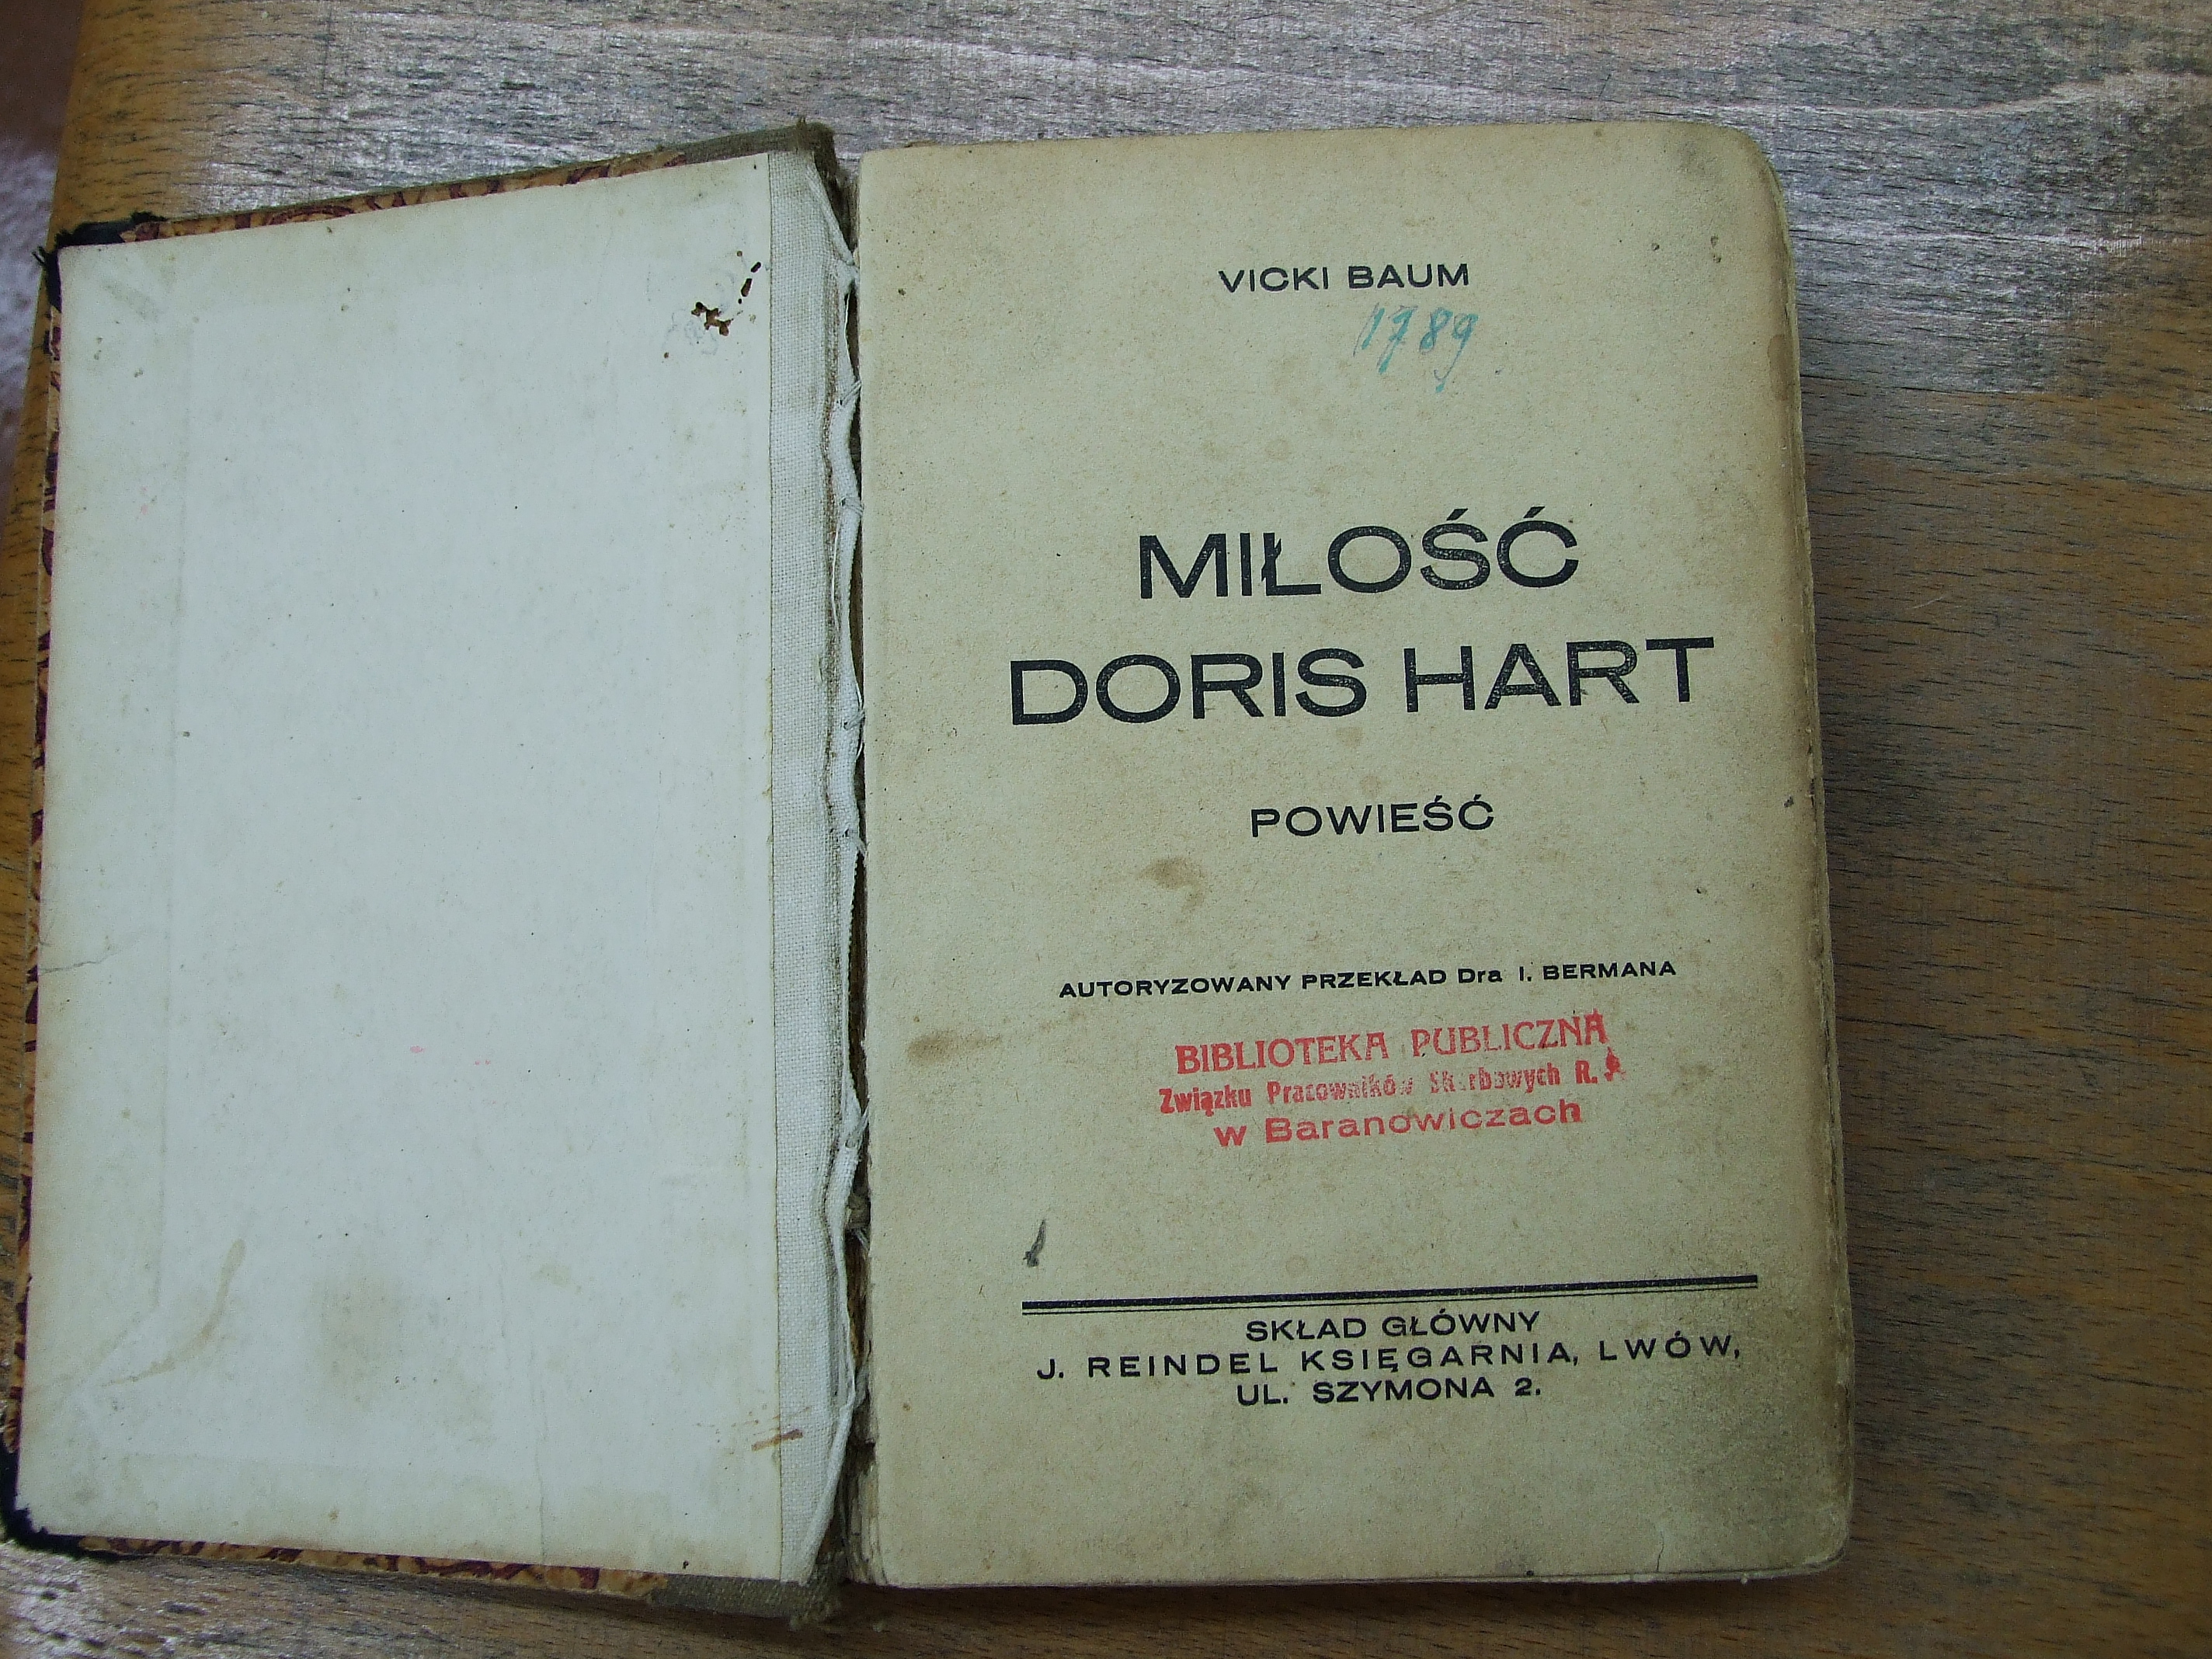 VICKI BAUM
1789
MIŁOŚĆ
DORIS HART
POWIEŚĆ
AUTORYZOWANY PRZEKŁAD Dra I. BERMANA
BIBLIOTEKA PUBLICZNA
Związku Pracowników Skarbowych R.
w Baranowiczach
SKŁAD GŁÓWNY
J. REINDEL KSIĘGARNIA, LWÓW,
UL. SZYMONA 2.